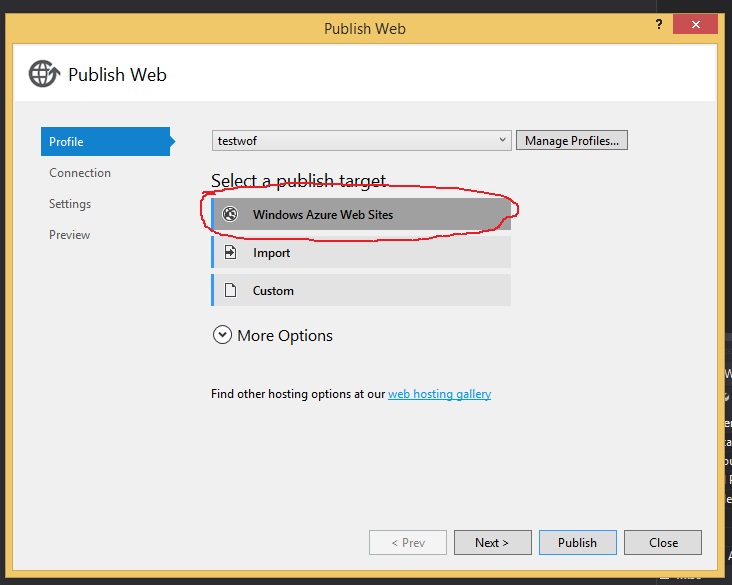 Publish Web
?
Publish Web
Profile
Connection
Settings
Preview
testwof
Manage Profiles...
Select a publish target
Windows Azure Web Sites
Import
Custom
More Options
Find other hosting options at our web hosting gallery
< Prev
Next >
Publish
Close